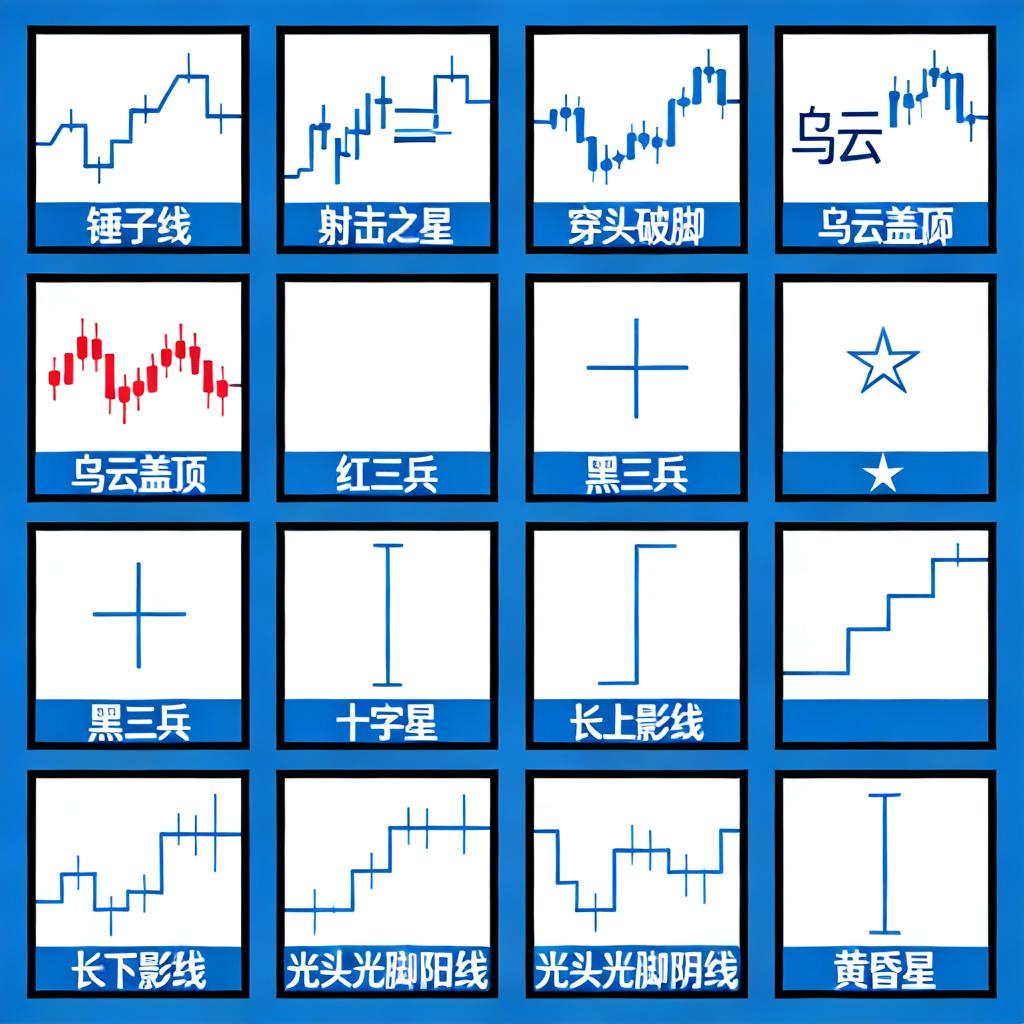 锤子线
射击之星
穿头破脚
乌云
乌云盖顶
乌云盖顶
红三兵
黑三兵
黑三兵
十字星
长上影线
长下影线
光头光脚阳线
光头光脚阴线
黄昏星